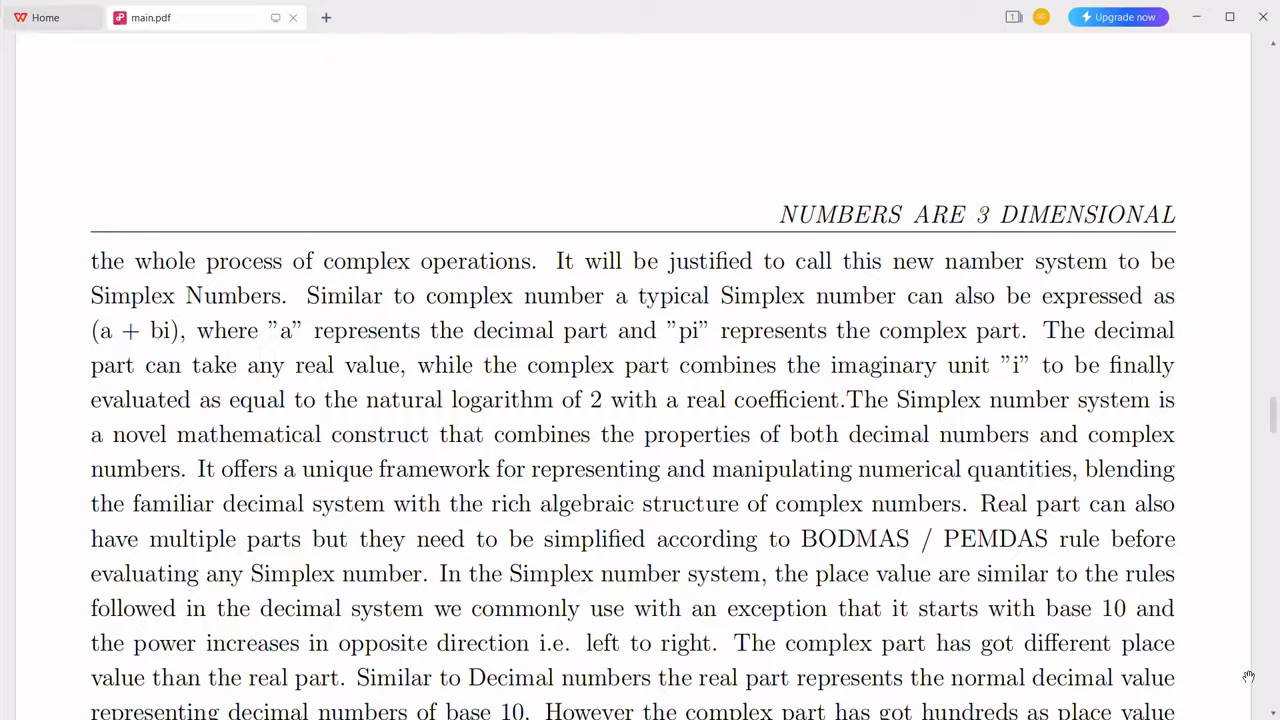 Home
main.pdf
1
SG
Upgrade now
NUMBERS ARE 3 DIMENSIONAL
the whole process of complex operations. It will be justified to call this new namber system to be
Simplex Numbers. Similar to complex number a typical Simplex number can also be expressed as
(a + bi), where ”a” represents the decimal part and ”pi” represents the complex part. The decimal
part can take any real value, while the complex part combines the imaginary unit ”i” to be finally
evaluated as equal to the natural logarithm of 2 with a real coefficient.The Simplex number system is
a novel mathematical construct that combines the properties of both decimal numbers and complex
numbers. It offers a unique framework for representing and manipulating numerical quantities, blending
the familiar decimal system with the rich algebraic structure of complex numbers. Real part can also
have multiple parts but they need to be simplified according to BODMAS / PEMDAS rule before
evaluating any Simplex number. In the Simplex number system, the place value are similar to the rules
followed in the decimal system we commonly use with an exception that it starts with base 10 and
the power increases in opposite direction i.e. left to right. The complex part has got different place
value than the real part. Similar to Decimal numbers the real part represents the normal decimal value
representing decimal numbers of base 10. However the complex part has got hundreds as place value